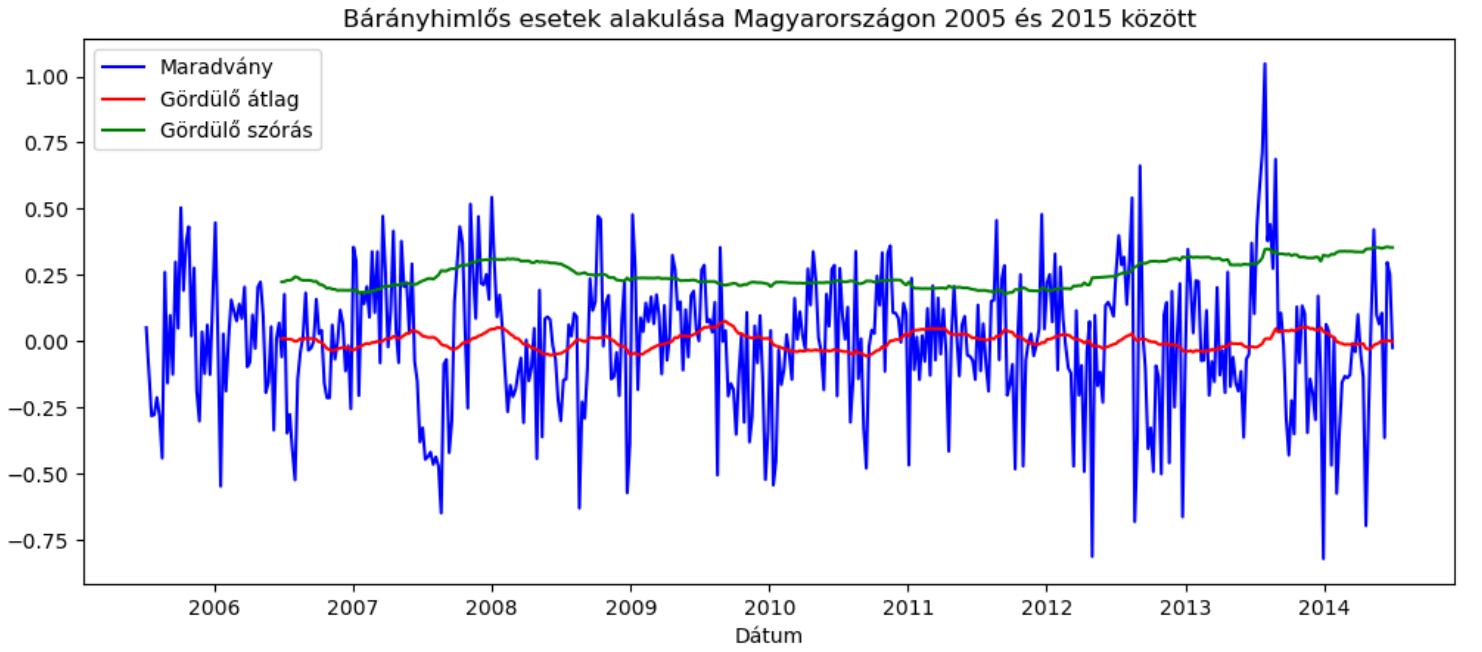 Bárányhimlős esetek alakulása Magyarországon 2005 és 2015 között
Maradvány
Gördülő átlag
Gördülő szórás
1.00
0.75
0.50
0.25
0.00
−0.25
−0.50
−0.75
2006 2007 2008 2009 2010 2011 2012 2013 2014
Dátum